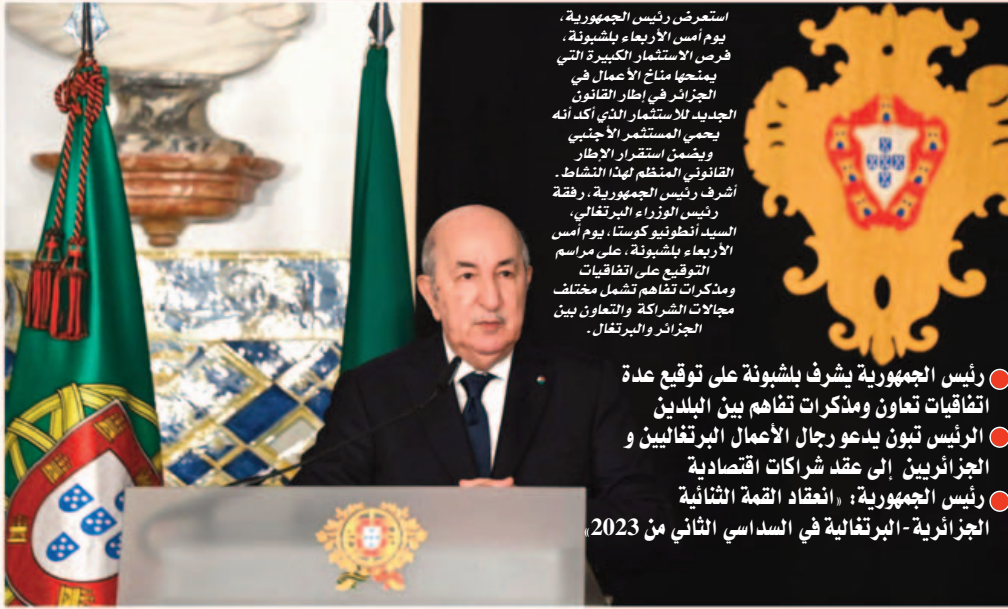 استعرض رئيس الجمهورية،
يوم أمس الأربعاء بلشبونة،
فرص الاستثمار الكبيرة التي
يمنحها مناخ الأعمال في
الجزائر في إطار القانون
الجديد للاستثمار الذي أكد أنه
يحمي المستثمر الأجنبي
ويضمن استقرار الإطار
القانوني المنظم لهذا النشاط.
أشرف رئيس الجمهورية، رفقة
رئيس الوزراء البرتغالي،
السيد أنطونيو كوستا، يوم أمس
الأربعاء بلشبونة، على مراسم
التوقيع على اتفاقيات
ومذكرات تفاهم تشمل مختلف
مجالات الشراكة والتعاون بين
الجزائر والبرتغال.
رئيس الجمهورية يشرف بلشبونة على توقيع عدة
اتفاقيات تعاون ومذكرات تفاهم بين البلدين
الرئيس تبون يدعو رجال الأعمال البرتغاليين و
الجزائريين إلى عقد شراكات اقتصادية
رئيس الجمهورية: «انعقاد القمة الثنائية
الجزائرية-البرتغالية في السداسي الثاني من 2023»